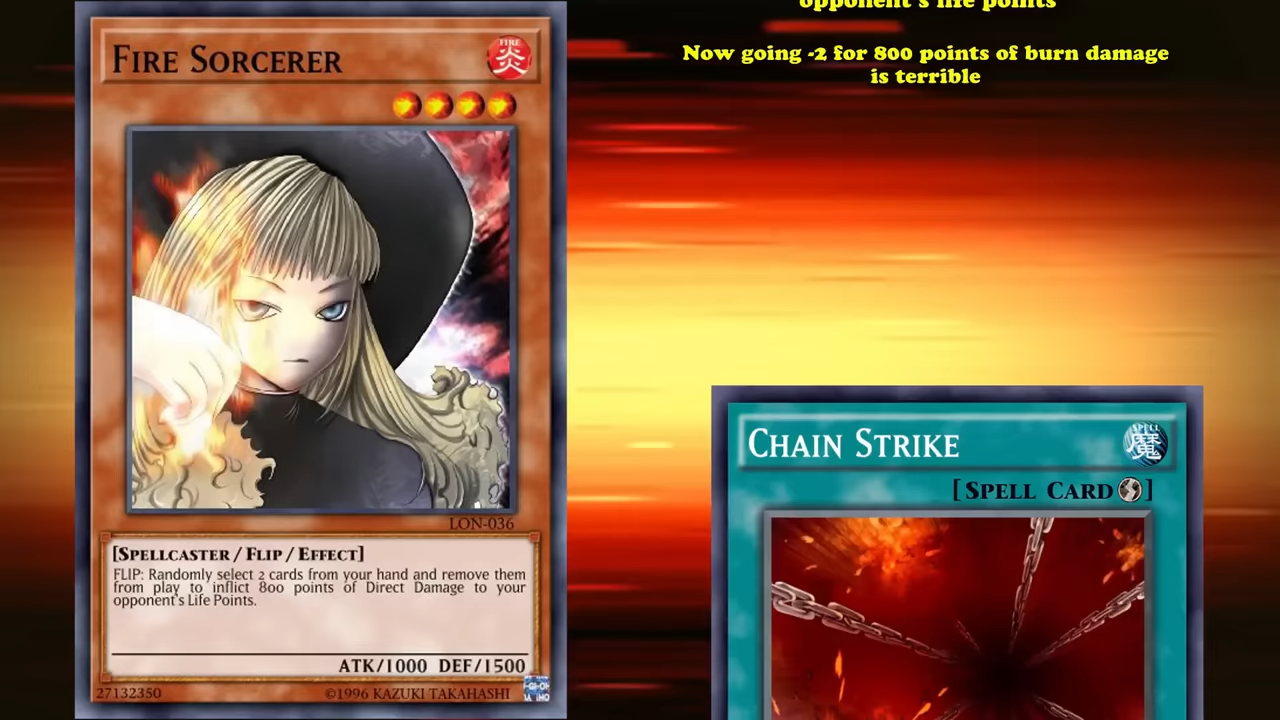 FIRE SORCERER
FIRE
炎
[SPELLCASTER / FLIP / EFFECT]
LON-036
FLIP: Randomly select 2 cards from your hand and remove them
from play to inflict 800 points of Direct Damage to your
opponent's Life Points.
ATK/1000 DEF/1500
27132350
©1996 KAZUKI TAKAHASHI
opponent's life points
Now going -2 for 800 points of burn damage
is terrible
CHAIN STRIKE
SPELL
魔
[SPELL CARD]